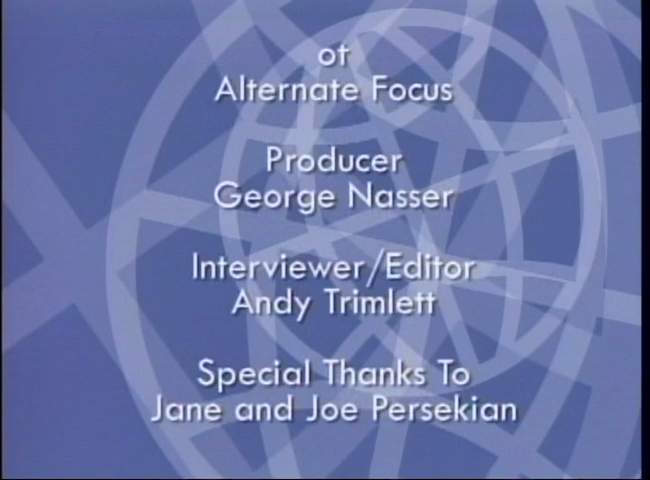 of
Alternate Focus
Producer
George Nasser
Interviewer/Editor
Andy Trimlett
Special Thanks To
Jane and Joe Persekian